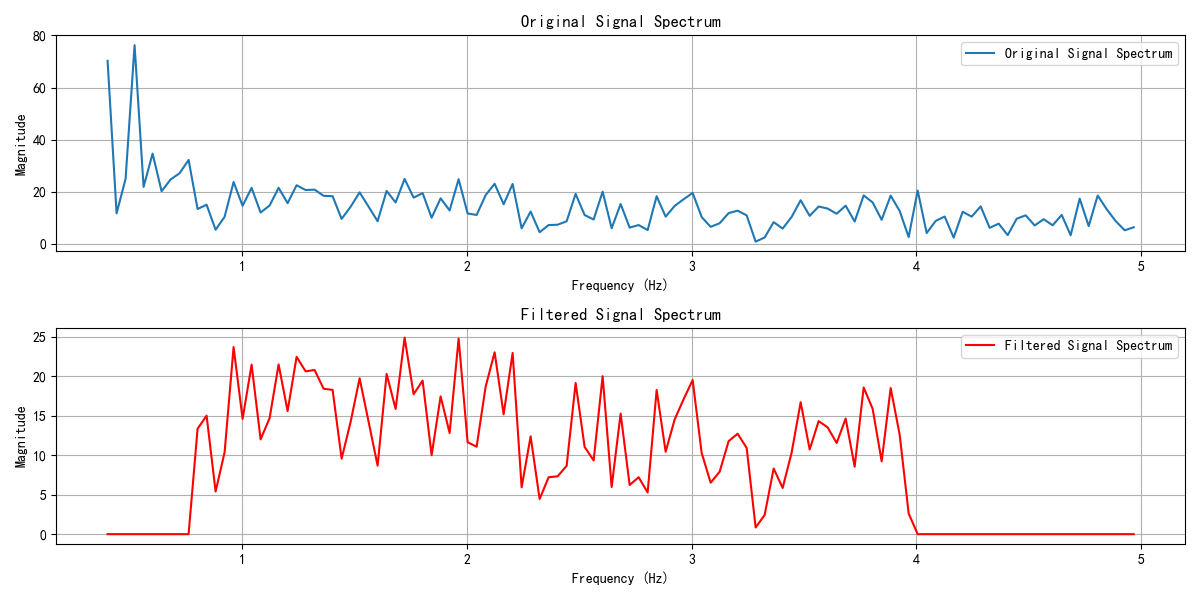 Original Signal Spectrum
80
60
40
20
0
Magnitude
Original Signal Spectrum
1
2
3
4
5
Frequency (Hz)
Filtered Signal Spectrum
25
20
15
10
5
0
Magnitude
Filtered Signal Spectrum
1
2
3
4
5
Frequency (Hz)